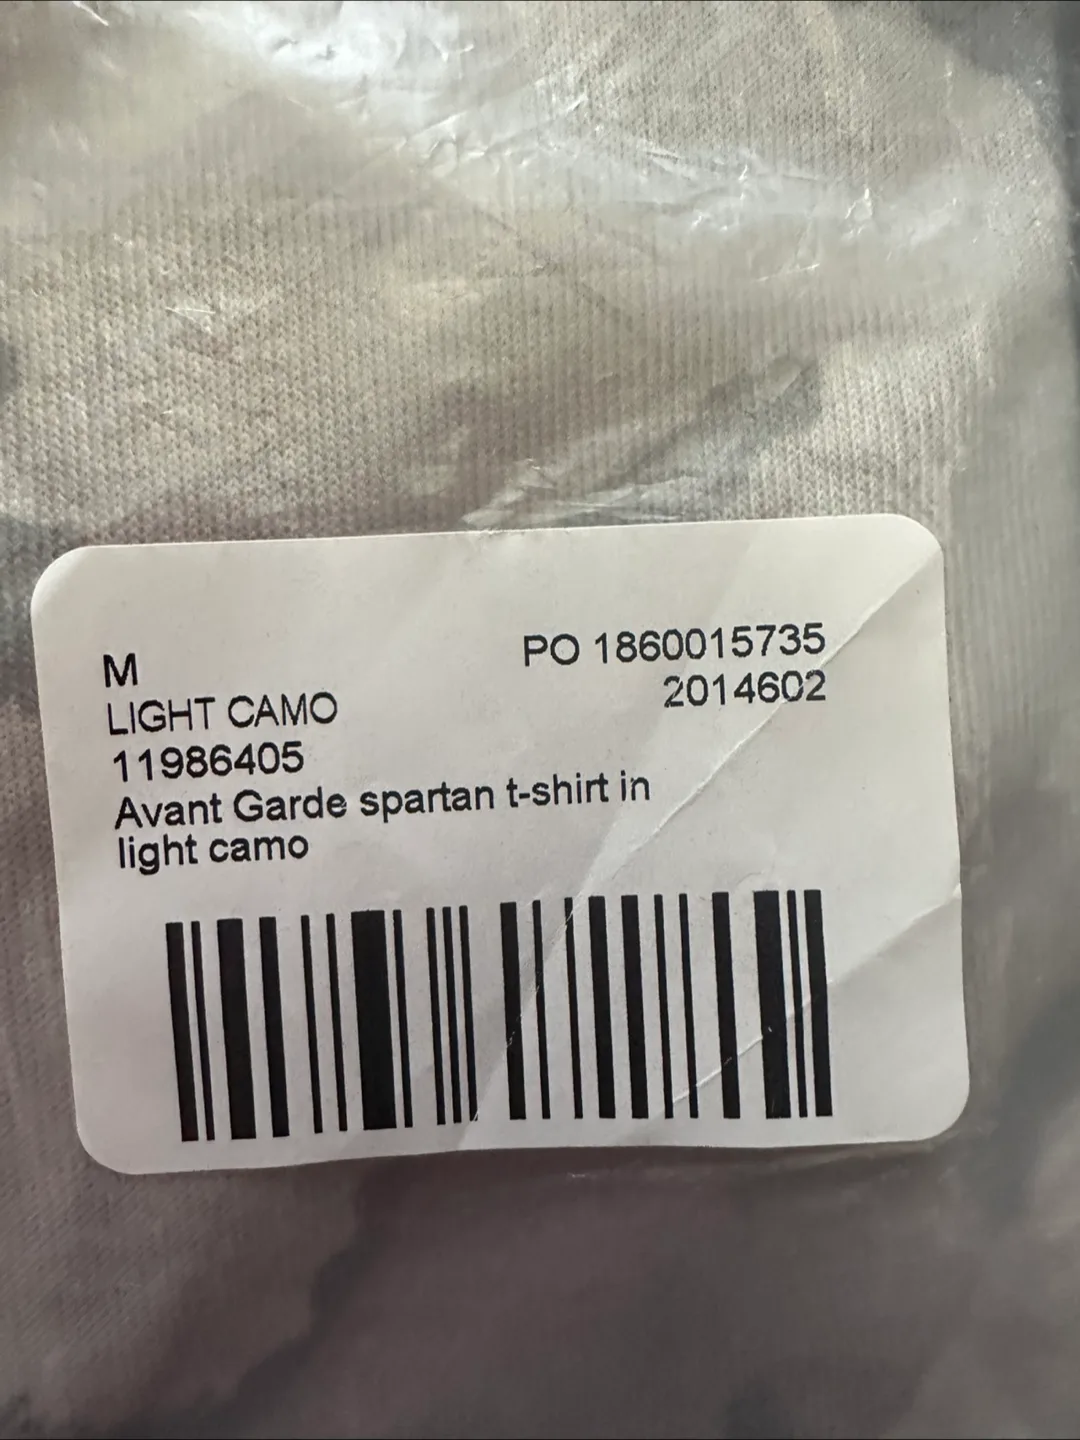 M
PO 1860015735
LIGHT CAMO
2014602
11986405
Avant Garde spartan t-shirt in
light camo